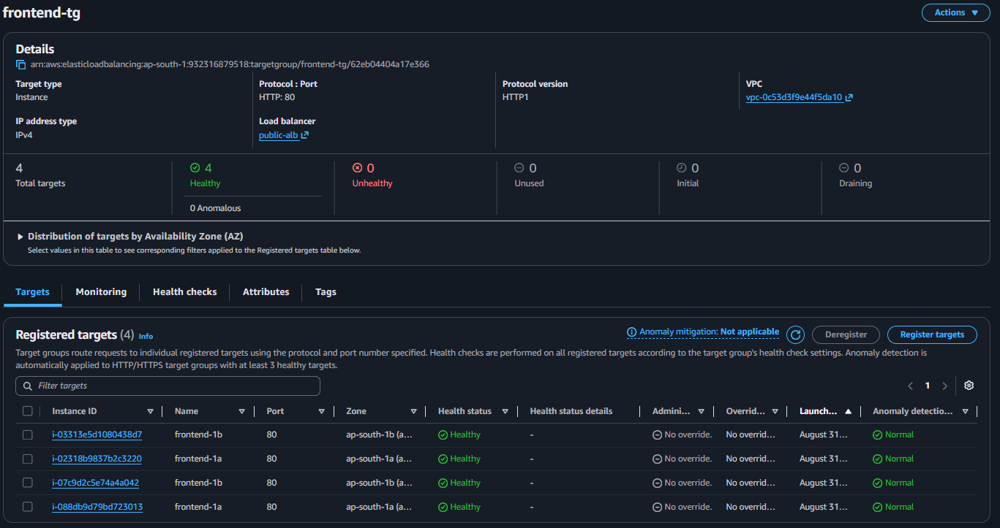 frontend-tg
Actions
Details
arn:aws:elasticloadbalancing:ap-south-1:932316879518:targetgroup/frontend-tg/62eb04404a17e366
Target type
Instance
Protocol : Port
HTTP: 80
Protocol version
HTTP1
VPC
vpc-0c53d3f9e44f5da10
IP address type
IPv4
Load balancer
public-alb
4
Total targets
4
Healthy
0 Anomalous
0
Unhealthy
0
Unused
0
Initial
0
Draining
Distribution of targets by Availability Zone (AZ)
Select values in this table to see corresponding filters applied to the Registered targets table below.
Targets Monitoring Health checks Attributes Tags
Registered targets (4) Info
Anomaly mitigation: Not applicable
Deregister
Register targets
Target groups route requests to individual registered targets using the protocol and port number specified. Health checks are performed on all registered targets according to the target group's health check settings. Anomaly detection is
automatically applied to HTTP/HTTPS target groups with at least 3 healthy targets.
Filter targets
1
Instance ID Name Port Zone Health status Health status details Admini... Overrid... Launch... Anomaly detectio...
i-03313e5d1080438d7 frontend-1b 80 ap-south-1b (a... Healthy - No override. No overrid... August 31... Normal
i-02318b9837b2c3220 frontend-1a 80 ap-south-1a (a... Healthy - No override. No overrid... August 31... Normal
i-07c9d2c5e74a4a042 frontend-1b 80 ap-south-1b (a... Healthy - No override. No overrid... August 31... Normal
i-088db9d79bd723013 frontend-1a 80 ap-south-1a (a... Healthy - No override. No overrid... August 31... Normal